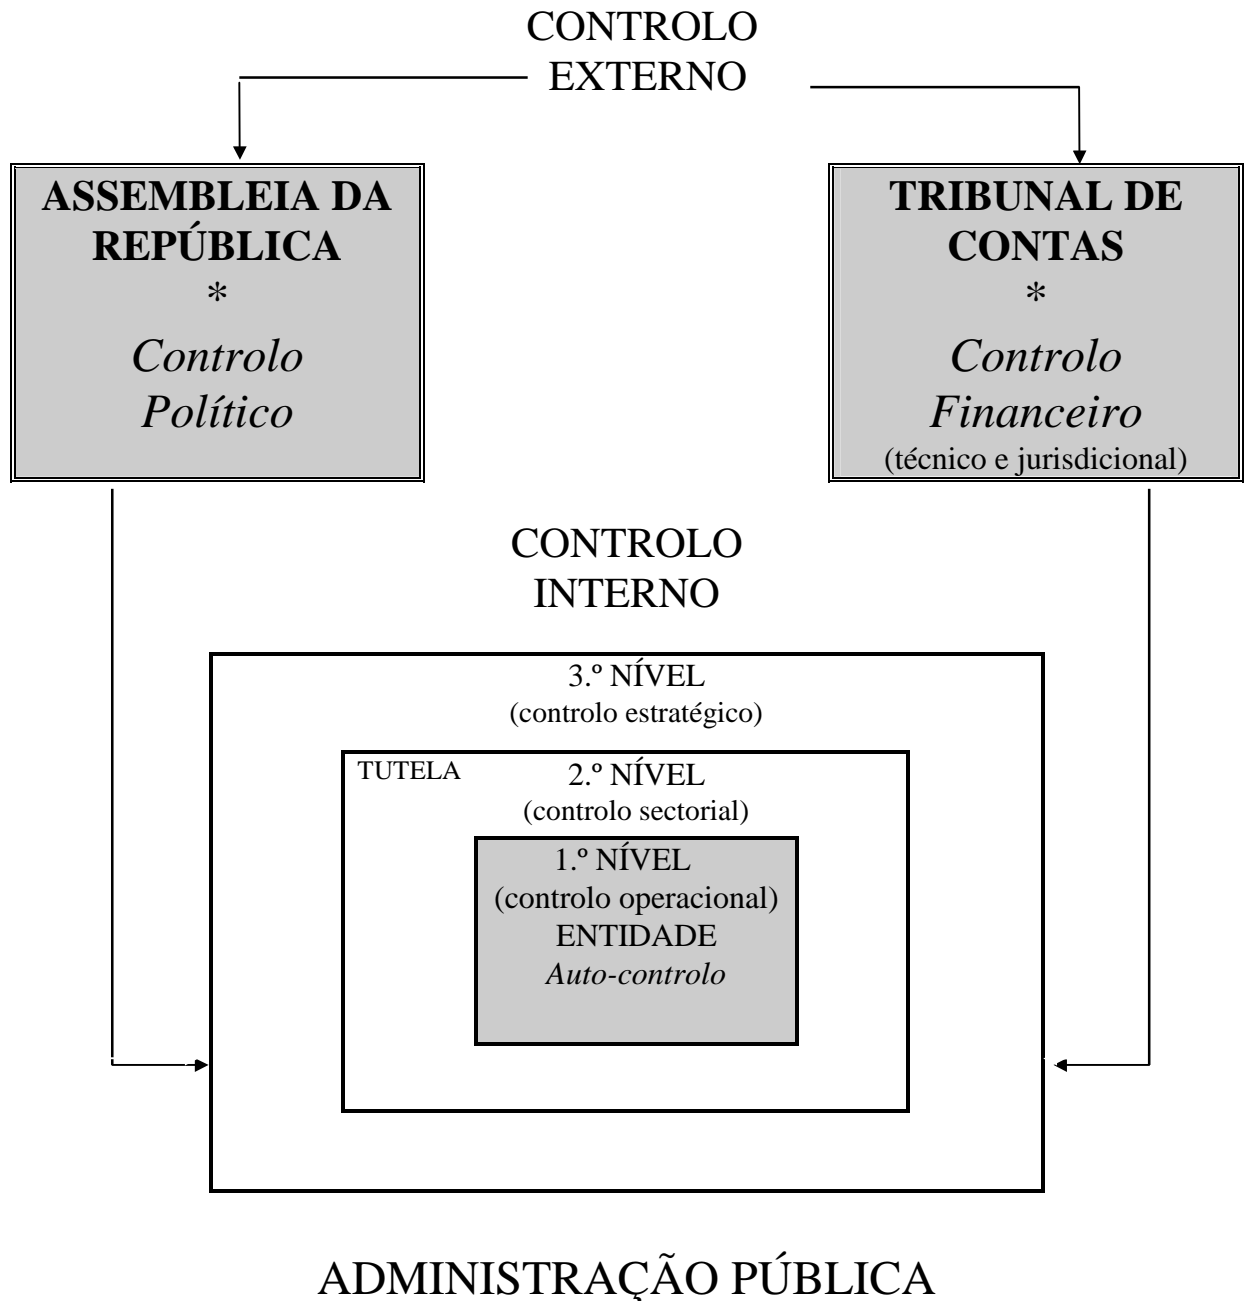 CONTROLO
EXTERNO
ASSEMBLEIA DA
REPÚBLICA
*
Controlo
Político
TRIBUNAL DE
CONTAS
*
Controlo
Financeiro
(técnico e jurisdicional)
CONTROLO
INTERNO
3.º NÍVEL
(controlo estratégico)
TUTELA
2.º NÍVEL
(controlo sectorial)
1.º NÍVEL
(controlo operacional)
ENTIDADE
Auto-controlo
ADMINISTRAÇÃO PÚBLICA